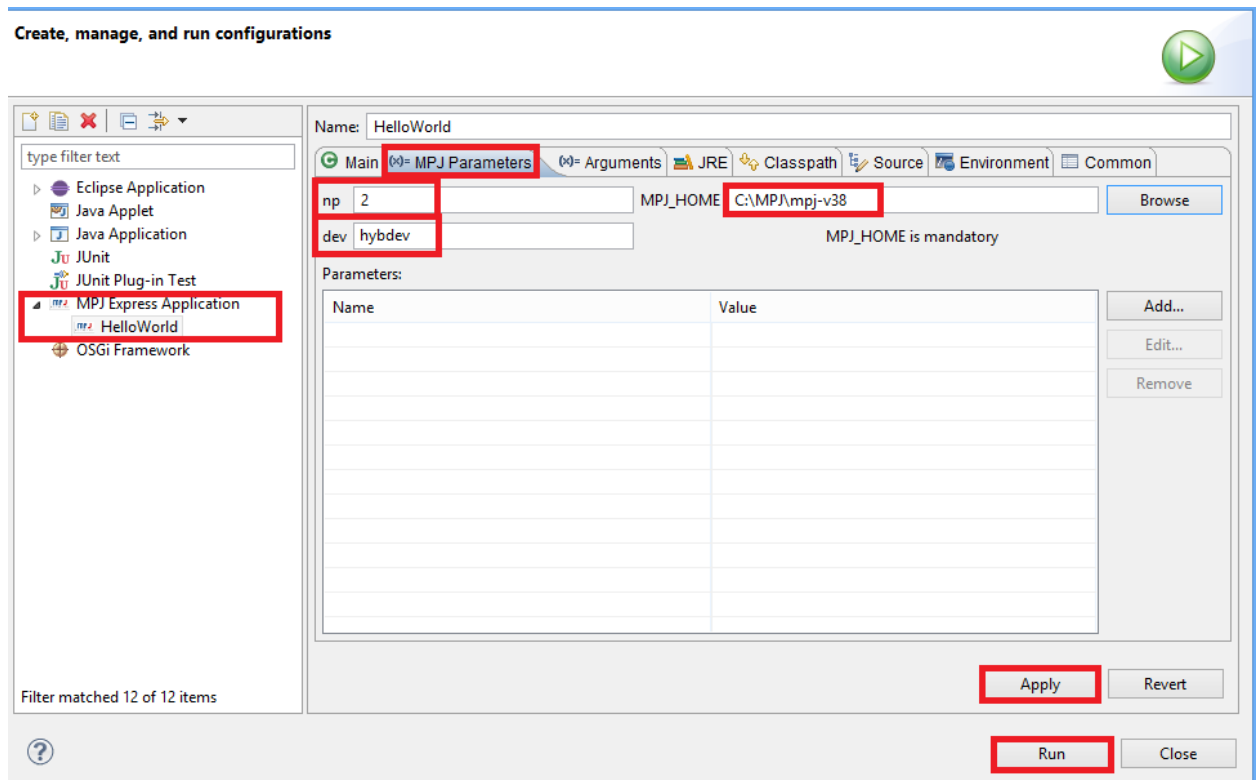 Create, manage, and run configurations
type filter text
Eclipse Application
Java Applet
Java Application
JUnit
JUnit Plug-in Test
MPJ Express Application
HelloWorld
OSGi Framework
Filter matched 12 of 12 items
Name: HelloWorld
Main (x)= MPJ Parameters (x)= Arguments JRE Classpath Source Environment Common
np 2 MPJ_HOME C:\MPJ\mpj-v38 Browse
dev hybdev MPJ_HOME is mandatory
Parameters:
Name Value Add...
Edit...
Remove
Apply Revert
Run Close